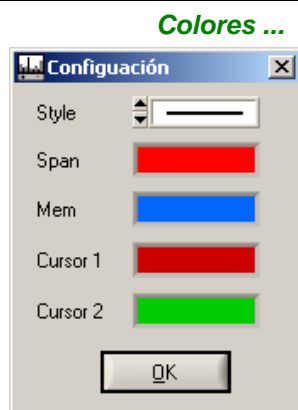 Colores ...
Configuación
Style
Span
Mem
Cursor 1
Cursor 2
OK